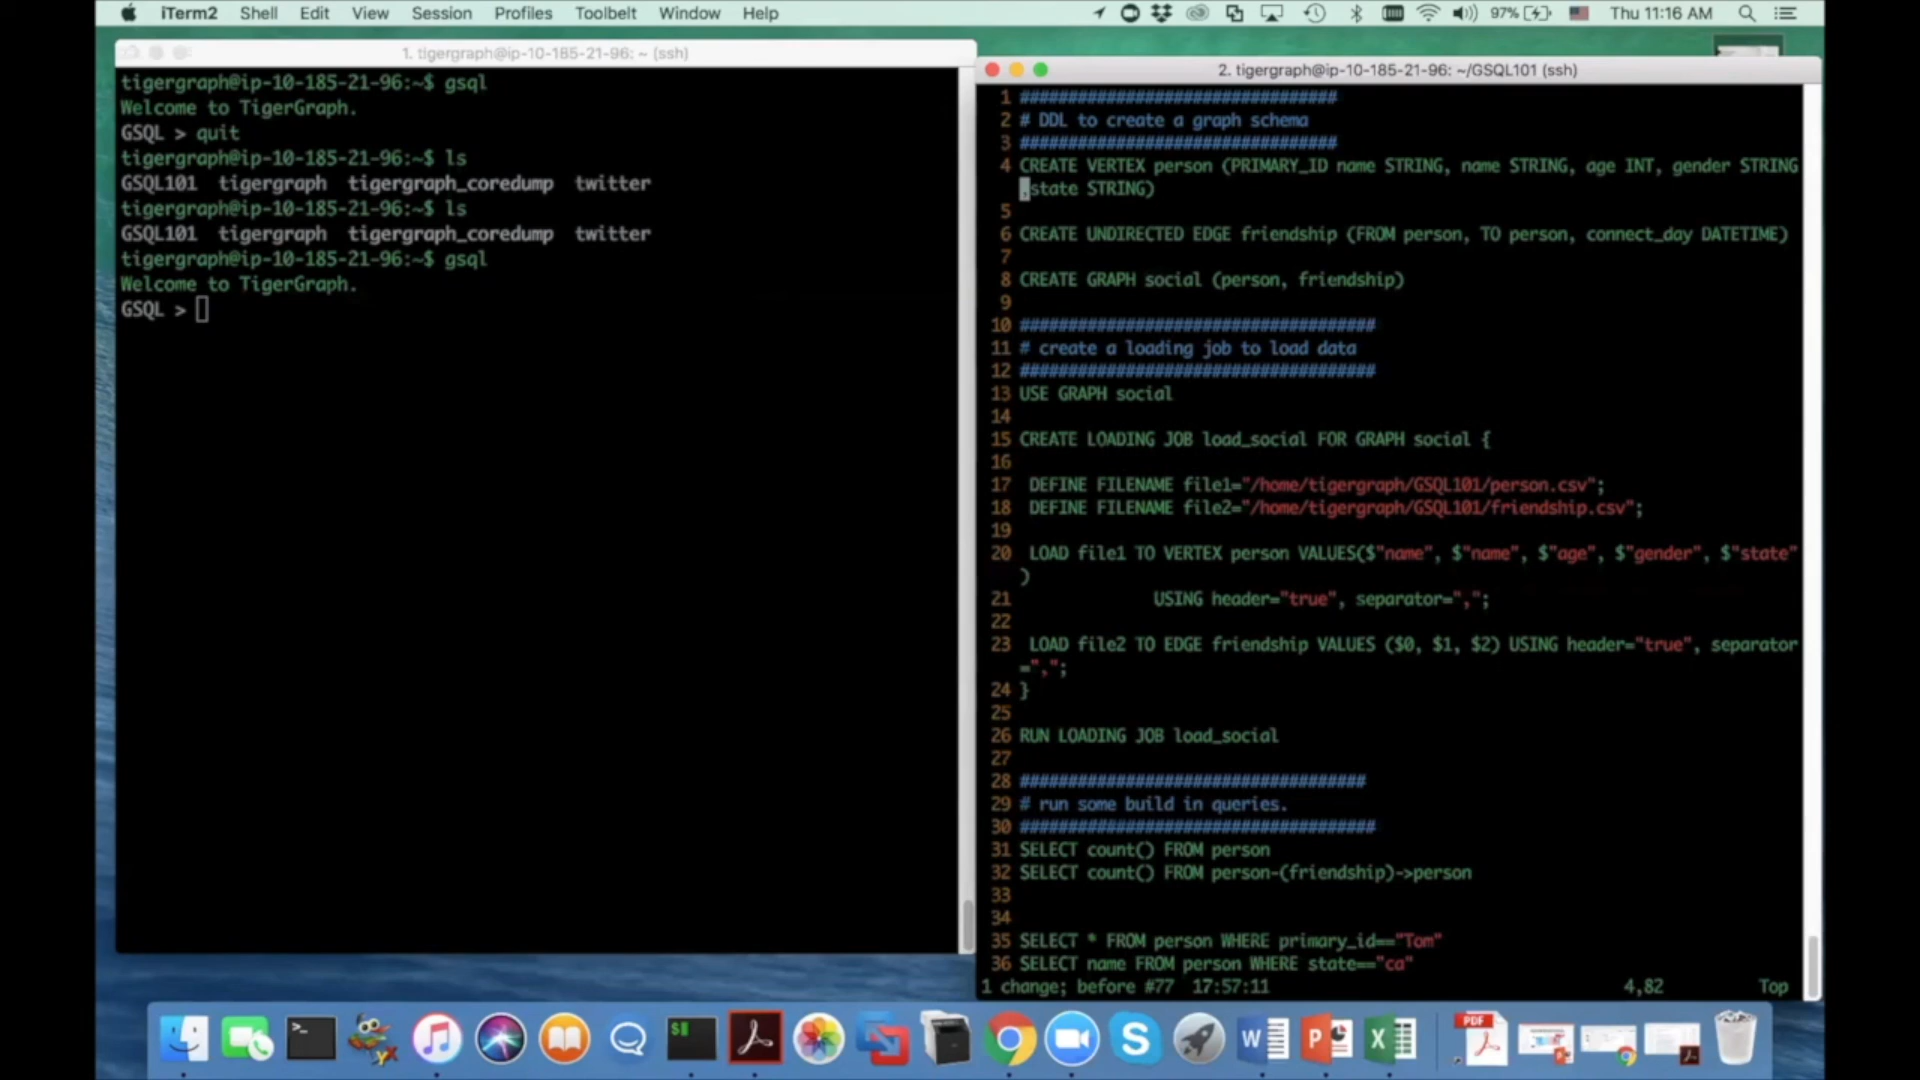 iTerm2 Shell Edit View Session Profiles Toolbelt Window Help 97% Thu 11:16 AM
1. tigergraph@ip-10-185-21-96: ~ (ssh)
tigergraph@ip-10-185-21-96:~$ gsql
Welcome to TigerGraph.
GSQL > quit
tigergraph@ip-10-185-21-96:~$ ls
GSQL101 tigergraph tigergraph_coredump twitter
tigergraph@ip-10-185-21-96:~$ ls
GSQL101 tigergraph tigergraph_coredump twitter
tigergraph@ip-10-185-21-96:~$ gsql
Welcome to TigerGraph.
GSQL >
2. tigergraph@ip-10-185-21-96: ~/GSQL101 (ssh)
1 #################################
2 # DDL to create a graph schema
3 #################################
4 CREATE VERTEX person (PRIMARY_ID name STRING, name STRING, age INT, gender STRING
,state STRING)
5
6 CREATE UNDIRECTED EDGE friendship (FROM person, TO person, connect_day DATETIME)
7
8 CREATE GRAPH social (person, friendship)
9
10 #####################################
11 # create a loading job to load data
12 #####################################
13 USE GRAPH social
14
15 CREATE LOADING JOB load_social FOR GRAPH social {
16
17 DEFINE FILENAME file1="/home/tigergraph/GSQL101/person.csv";
18 DEFINE FILENAME file2="/home/tigergraph/GSQL101/friendship.csv";
19
20 LOAD file1 TO VERTEX person VALUES($"name", $"name", $"age", $"gender", $"state"
)
21 USING header="true", separator=",";
22
23 LOAD file2 TO EDGE friendship VALUES ($0, $1, $2) USING header="true", separator
=",";
24 }
25
26 RUN LOADING JOB load_social
27
28 ####################################
29 # run some build in queries.
30 #####################################
31 SELECT count() FROM person
32 SELECT count() FROM person-(friendship)->person
33
34
35 SELECT * FROM person WHERE primary_id=="Tom"
36 SELECT name FROM person WHERE state=="ca"
1 change; before #77 17:57:11 4,82 Top